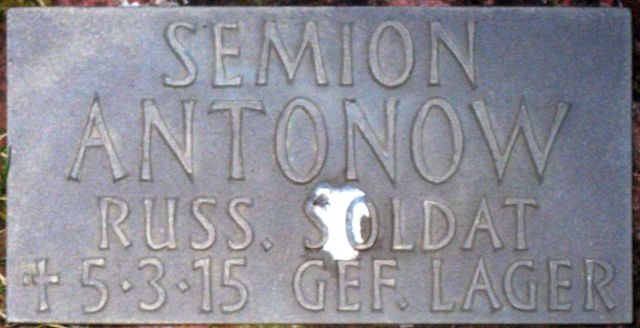 SEMION
ANTONOW
RUSS. SOLDAT
✝ 5·3·15 GEF. LAGER